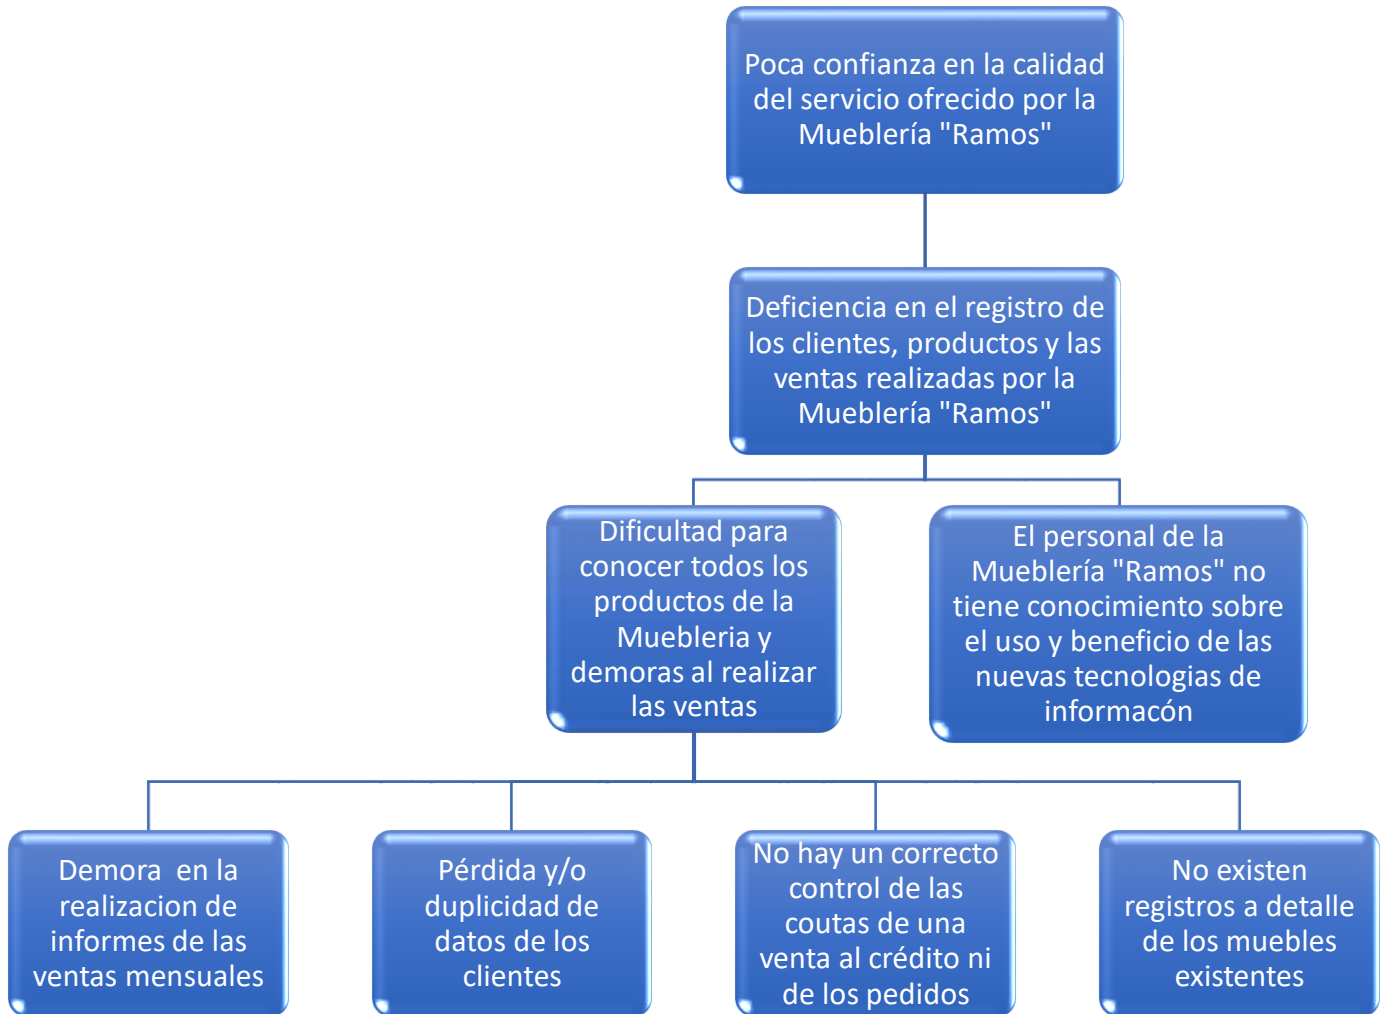 Poca confianza en la calidad
del servicio ofrecido por la
Mueblería "Ramos"
Deficiencia en el registro de
los clientes, productos y las
ventas realizadas por la
Mueblería "Ramos"
Dificultad para
conocer todos los
productos de la
Muebleria y
demoras al realizar
las ventas
El personal de la
Mueblería "Ramos" no
tiene conocimiento sobre
el uso y beneficio de las
nuevas tecnologias de
informacón
Demora  en la
realizacion de
informes de las
ventas mensuales
Pérdida y/o
duplicidad de
datos de los
clientes
No hay un correcto
control de las
coutas de una
venta al crédito ni
de los pedidos
No existen
registros a detalle
de los muebles
existentes